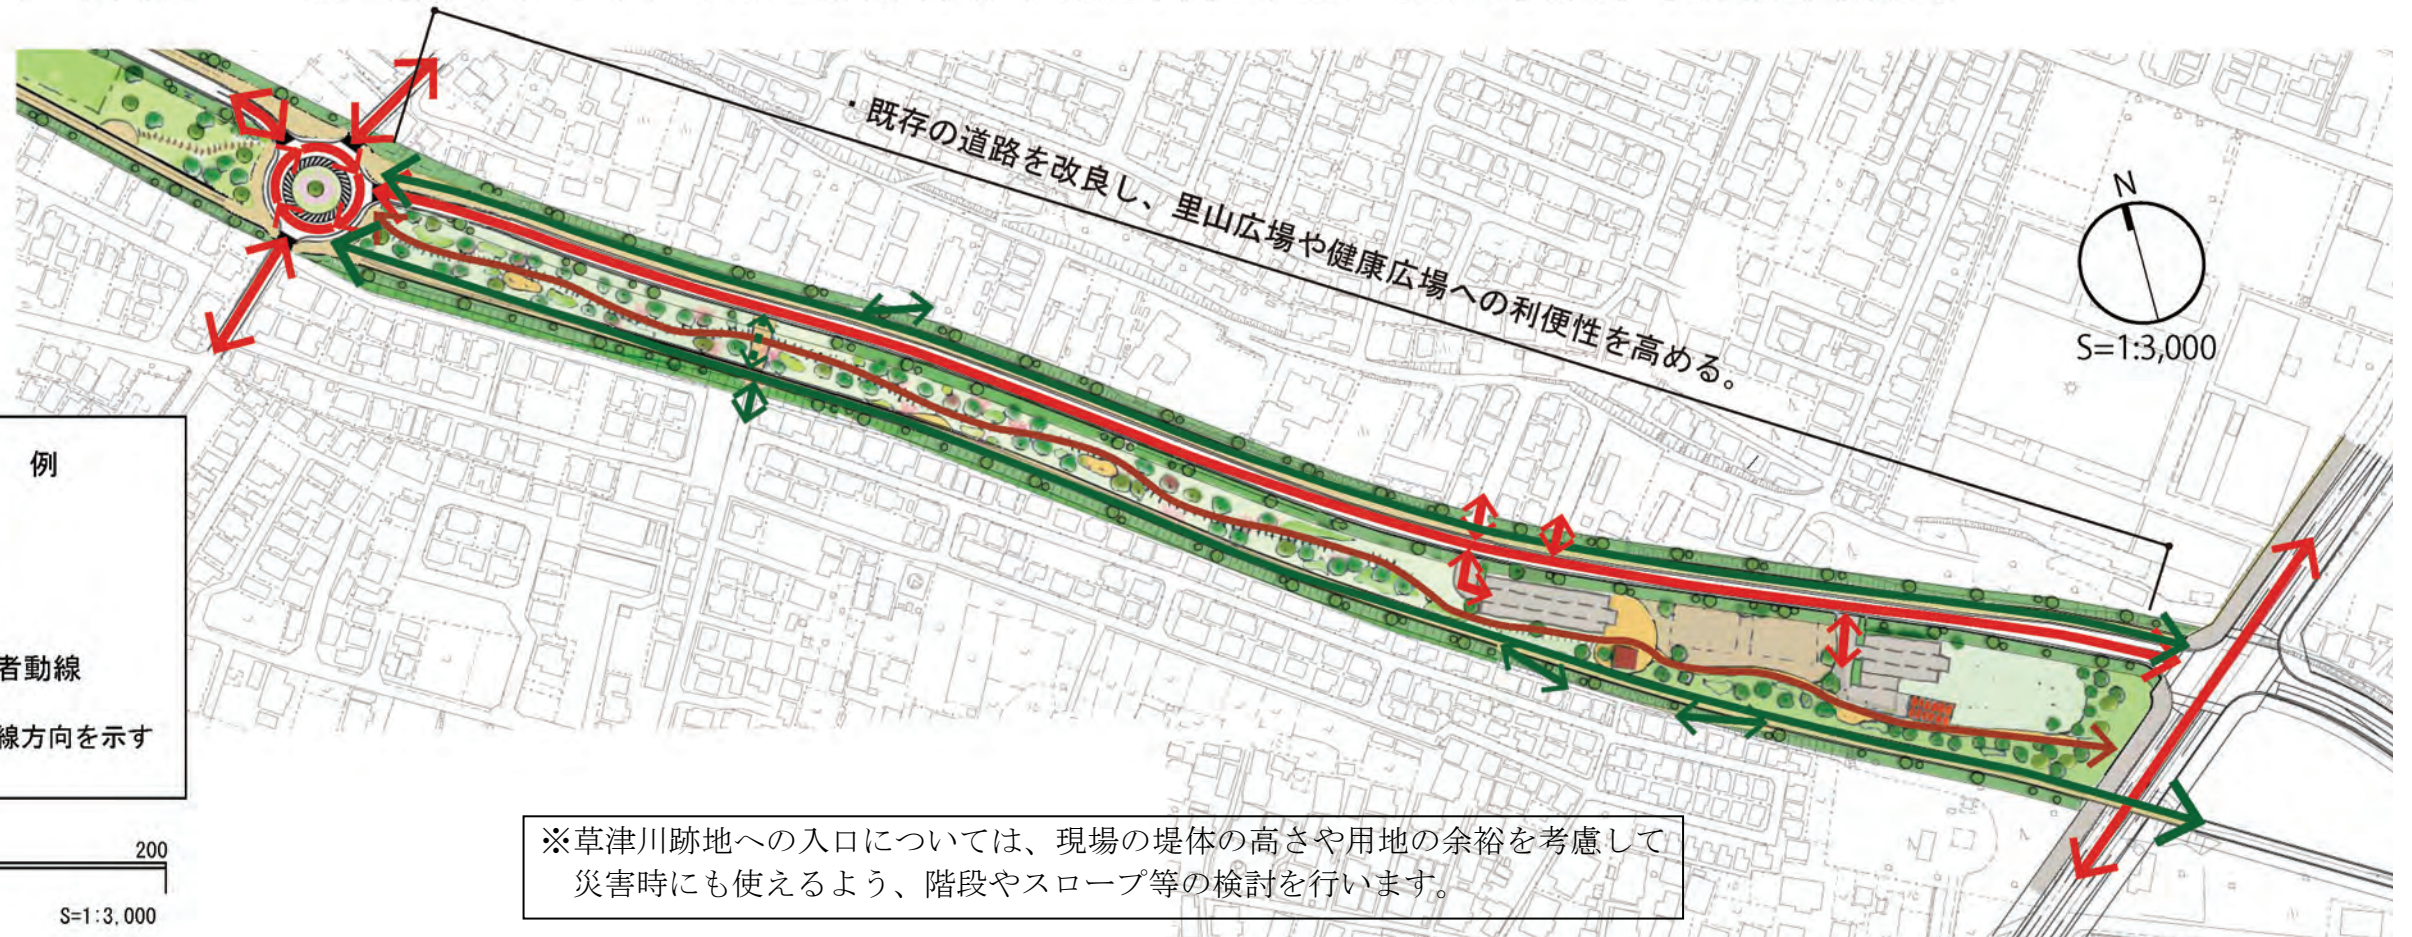 ・既存の道路を改良し、里山広場や健康広場への利便性を高める。
N
S=1:3,000
例
者動線
線方向を示す
200
S=1:3,000
※草津川跡地への入口については、現場の堤体の高さや用地の余裕を考慮して
災害時にも使えるよう、階段やスロープ等の検討を行います。